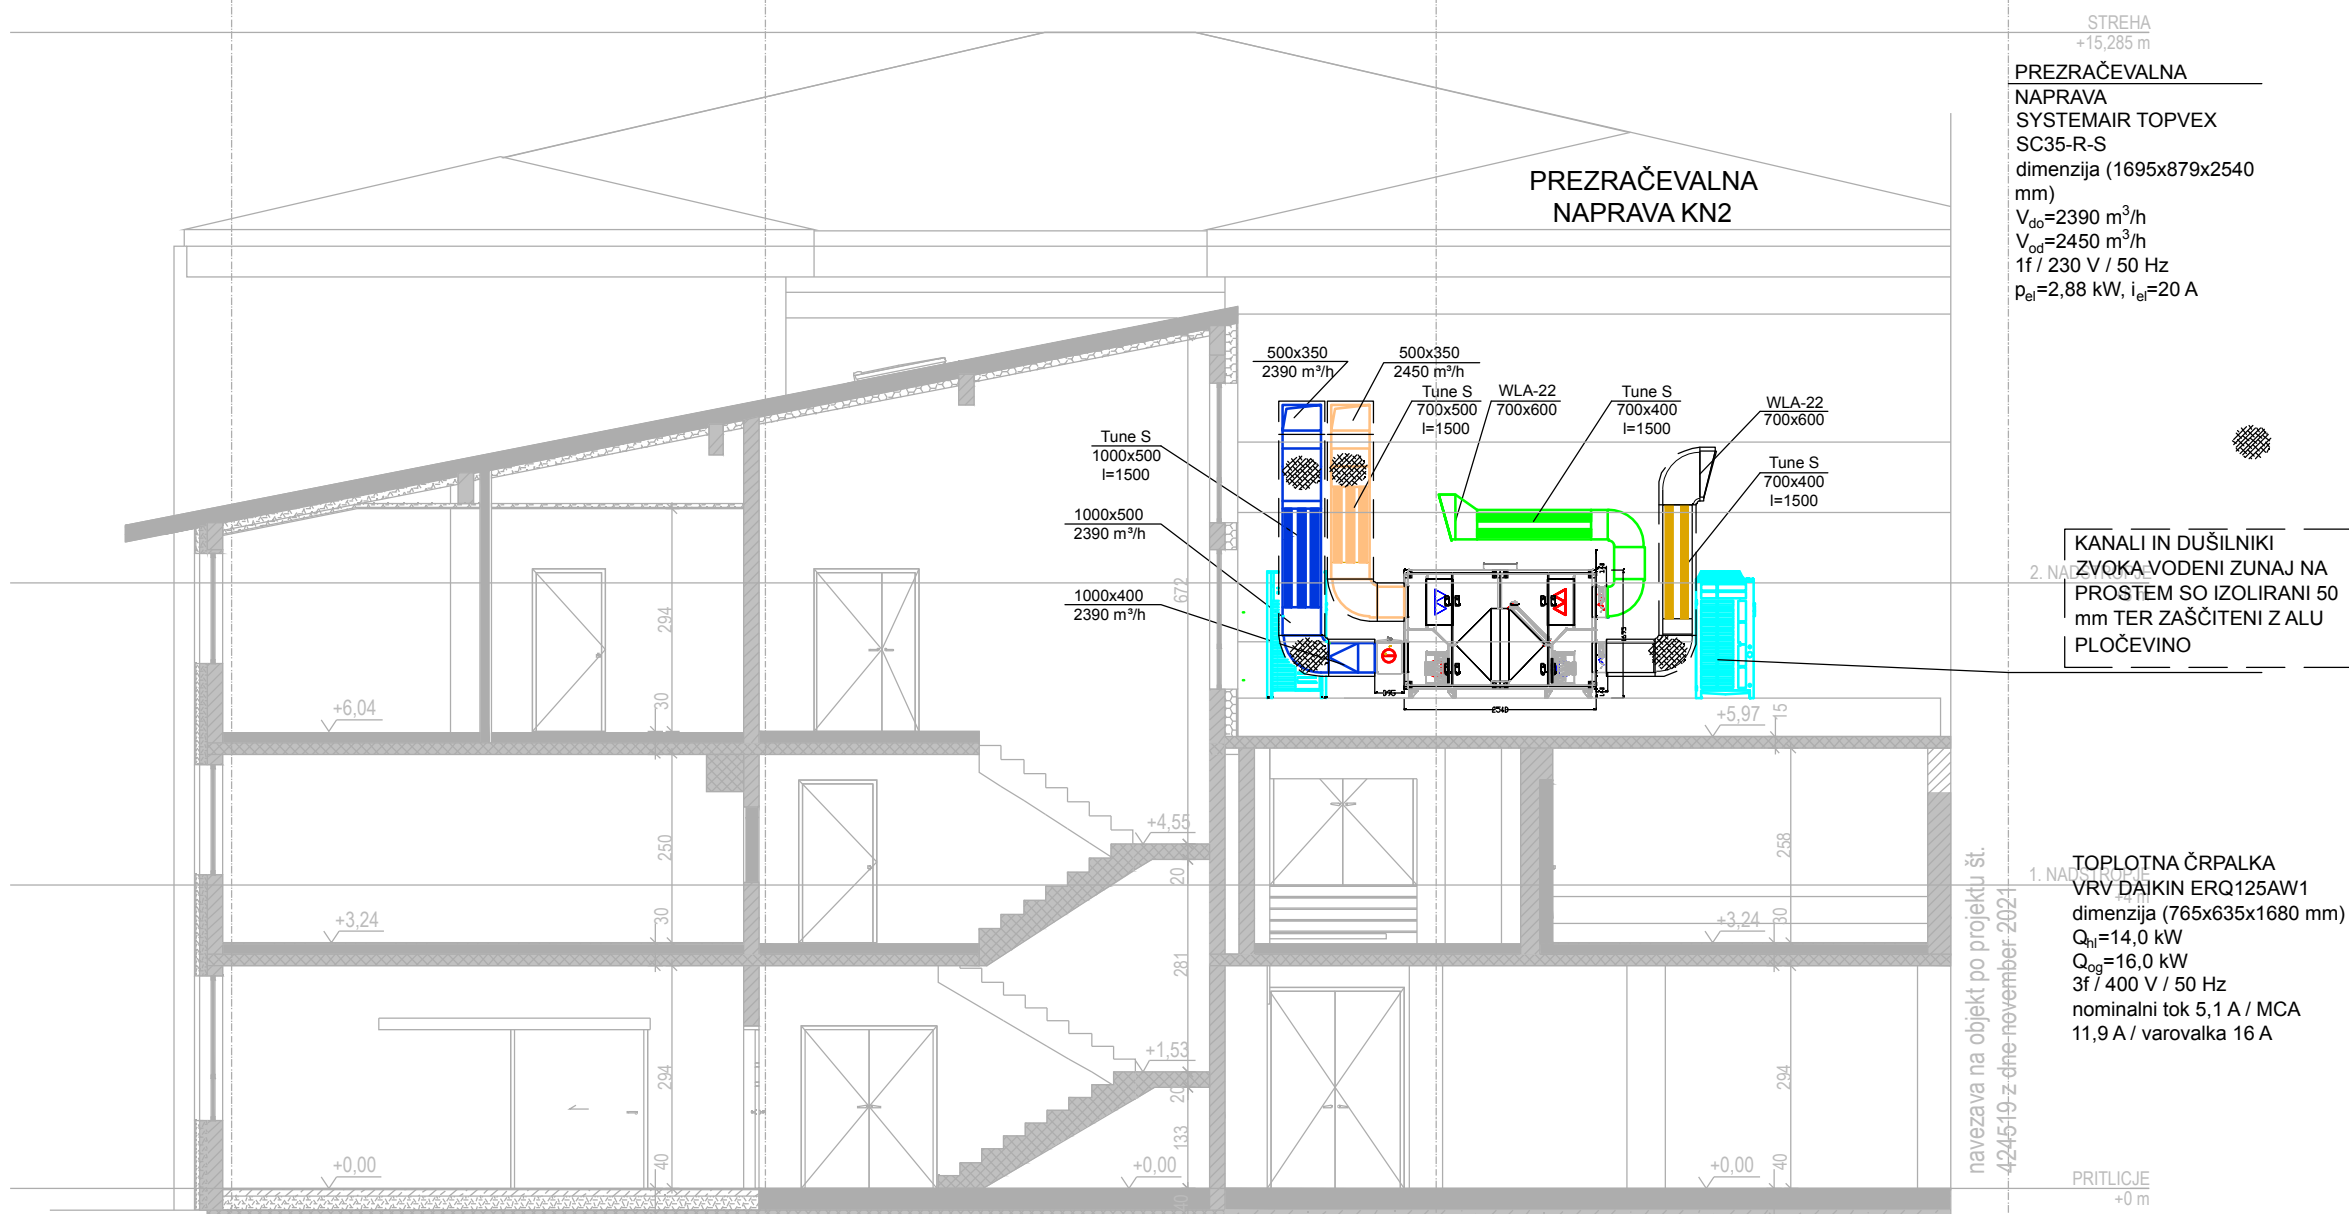 STREHA
+15,285 m
PREZRAČEVALNA
NAPRAVA
SYSTEMAIR TOPVEX
SC35-R-S
dimenzija (1695x879x2540
mm)
Vdo=2390 m³/h
Vod=2450 m³/h
1f / 230 V / 50 Hz
pel=2,88 kW, iel=20 A
PREZRAČEVALNA
NAPRAVA KN2
500x350
2390 m³/h
500x350
2450 m³/h
Tune S
700x500
l=1500
WLA-22
700x600
Tune S
700x400
l=1500
WLA-22
700x600
Tune S
700x400
l=1500
Tune S
1000x500
l=1500
1000x500
2390 m³/h
1000x400
2390 m³/h
KANALI IN DUŠILNIKI
ZVOKA VODENI ZUNAJ NA
PROSTEM SO IZOLIRANI 50
mm TER ZAŠČITENI Z ALU
PLOČEVINO
2. NADSTROPJE
672
294
30
+6,04
2540
+5,97
15
250
+4,55
20
258
1. NADSTROPJE
+4 m
TOPLOTNA ČRPALKA
VRV DAIKIN ERQ125AW1
dimenzija (765x635x1680 mm)
Qhl=14,0 kW
Qog=16,0 kW
3f / 400 V / 50 Hz
nominalni tok 5,1 A / MCA
11,9 A / varovalka 16 A
+3,24
30
281
+3,24
30
navezava na objekt po projektu št.
424519 z dne november 2021
294
+1,53
20
294
133
+0,00
40
+0,00
+0,00
40
40
PRITLICJE
+0 m